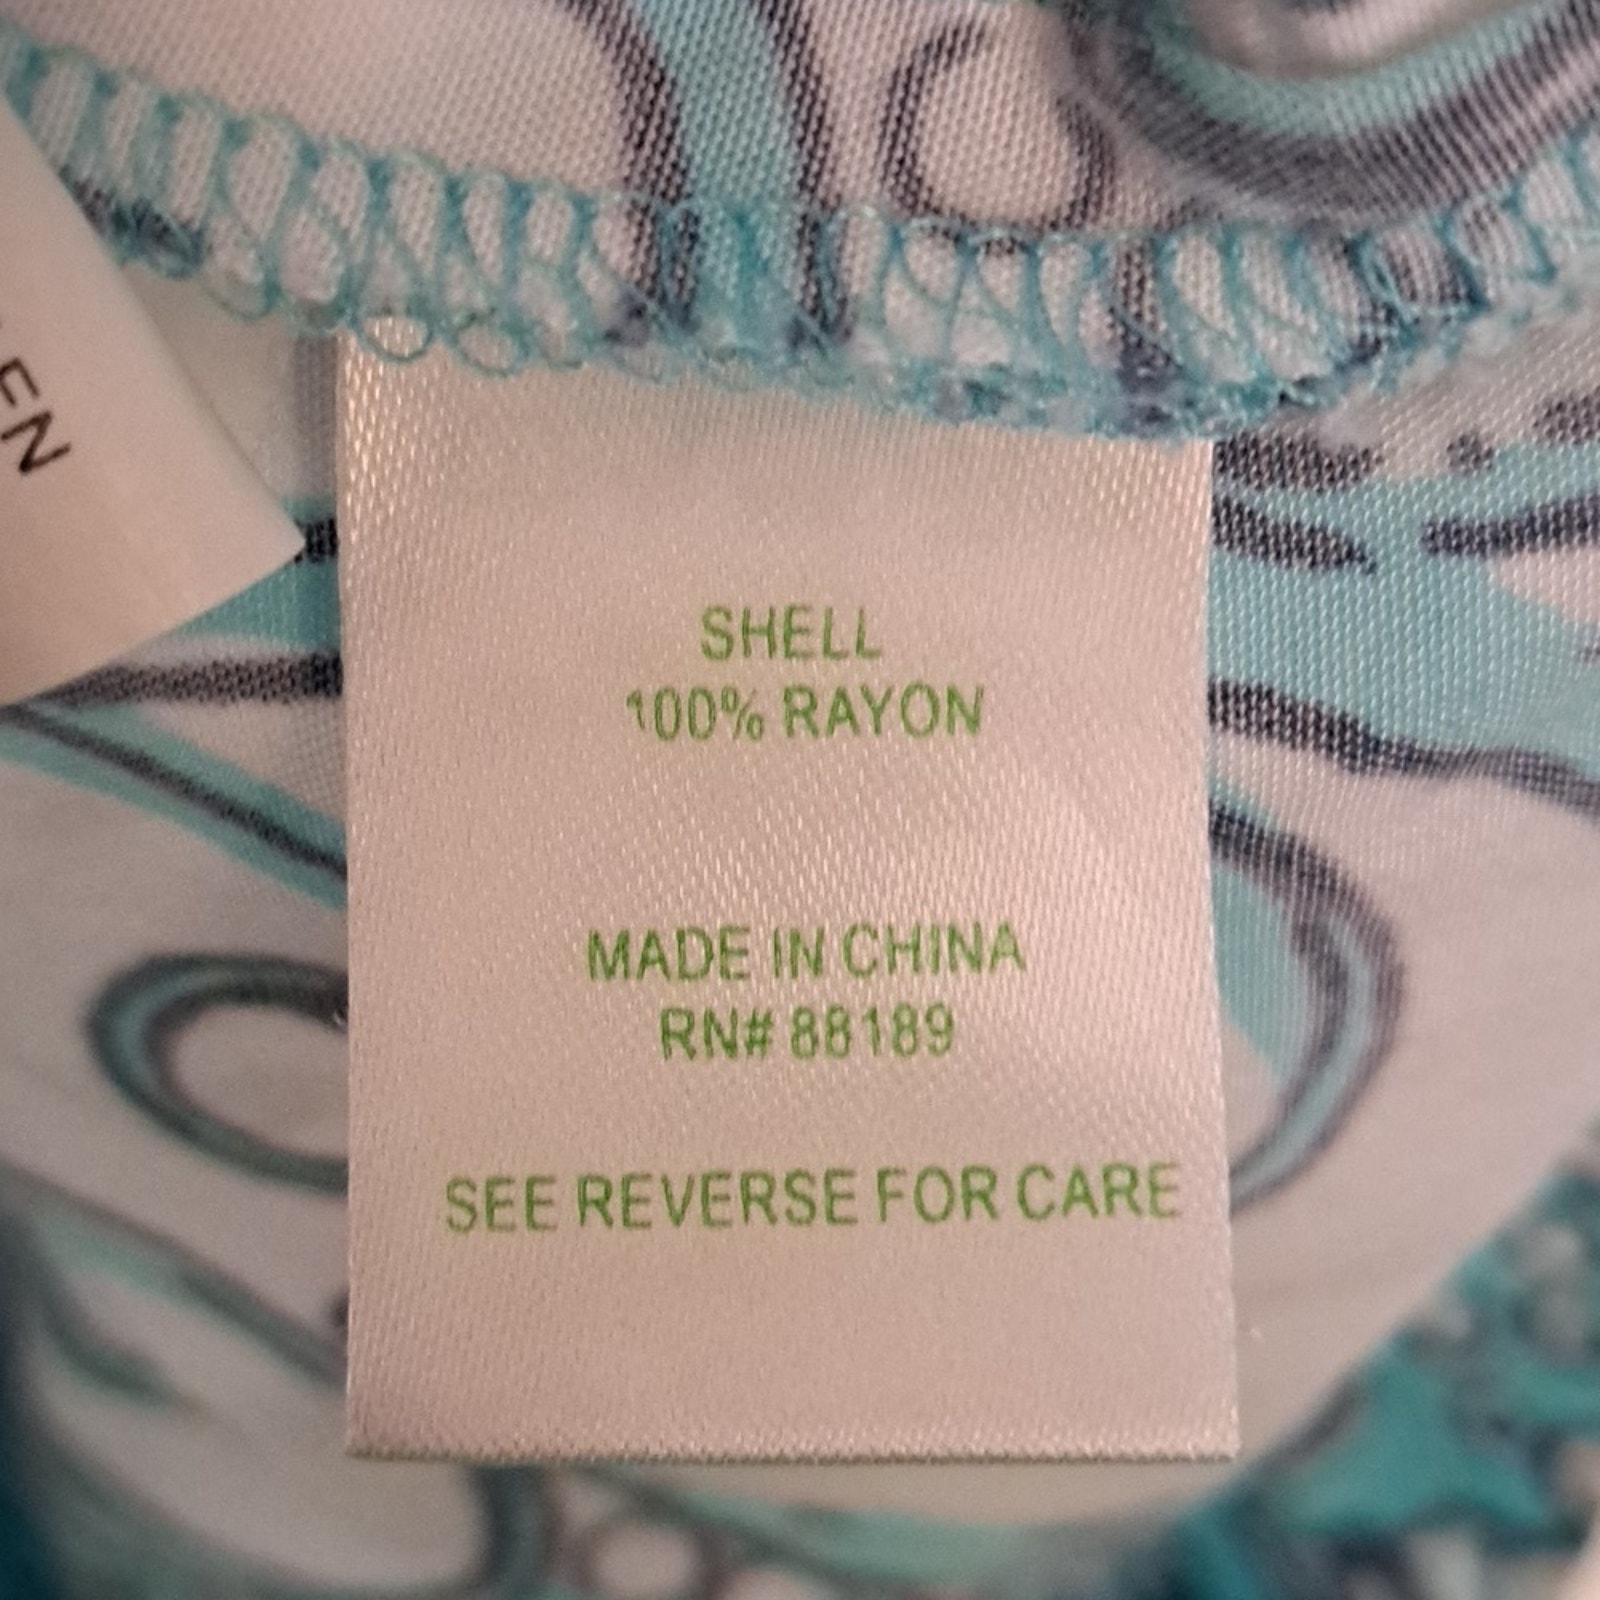 SHELL
100% RAYON
MADE IN CHINA
RN# 88189
SEE REVERSE FOR CARE